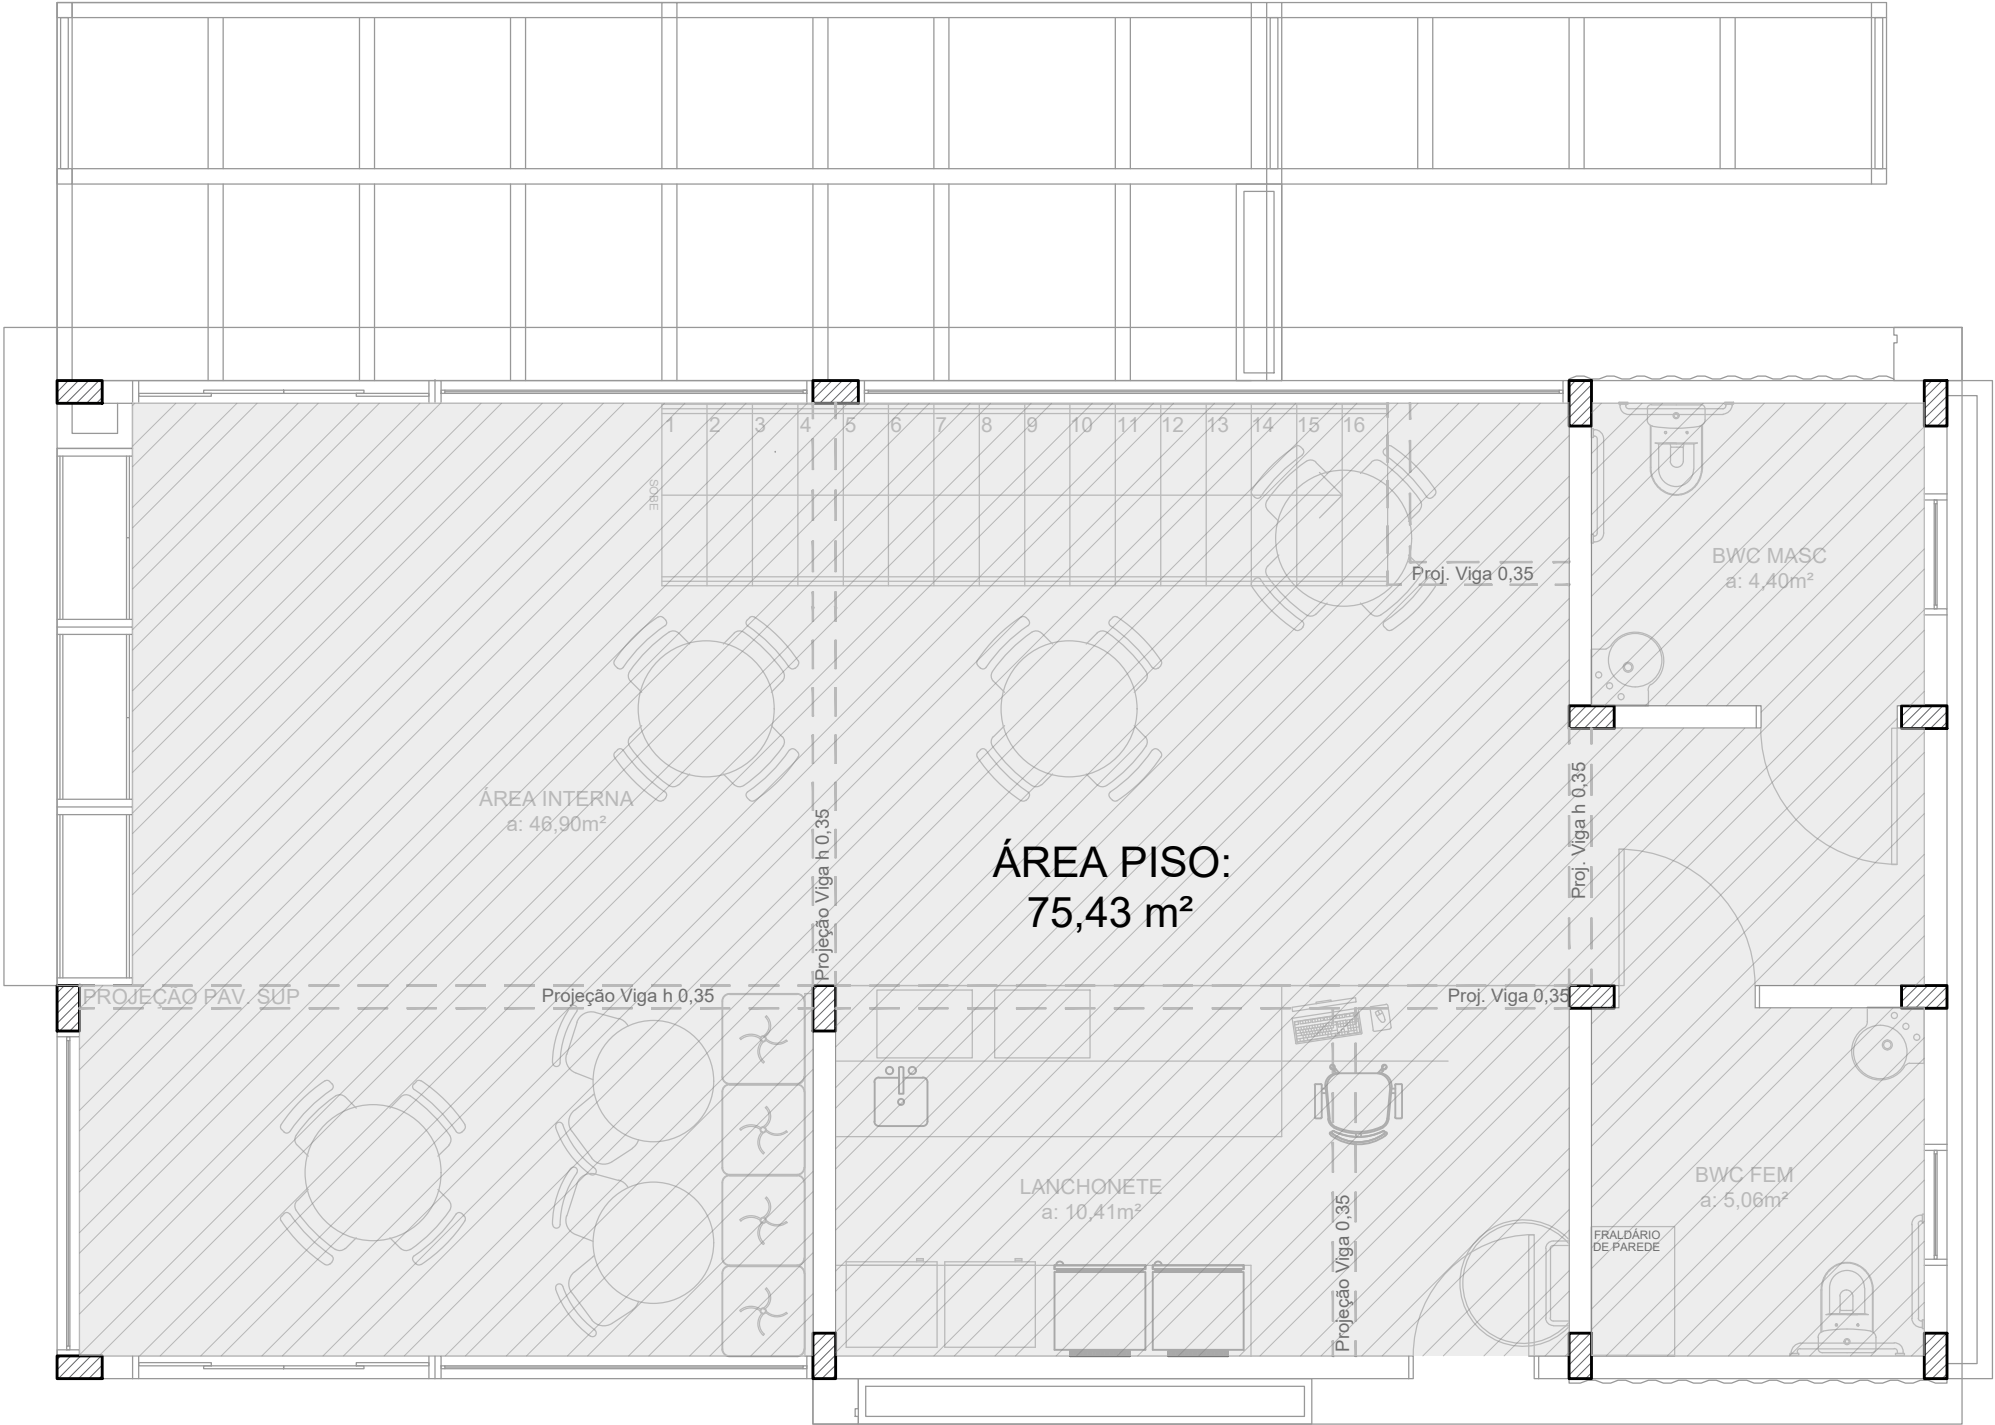 1 2 3 4 5 6 7 8 9 10 11 12 13 14 15 16
SOBE
BWC MASC
a: 4,40m²
Proj. Viga 0,35
ÁREA INTERNA
a: 46,90m²
Projeção Viga h 0,35
Proj. Viga h 0,35
ÁREA PISO:
75,43 m²
PROJEÇÃO PAV. SUP
Projeção Viga h 0,35
Proj. Viga 0,35
LANCHONETE
a: 10,41m²
Projeção Viga 0,35
BWC FEM
a: 5,06m²
FRALDÁRIO
DE PAREDE